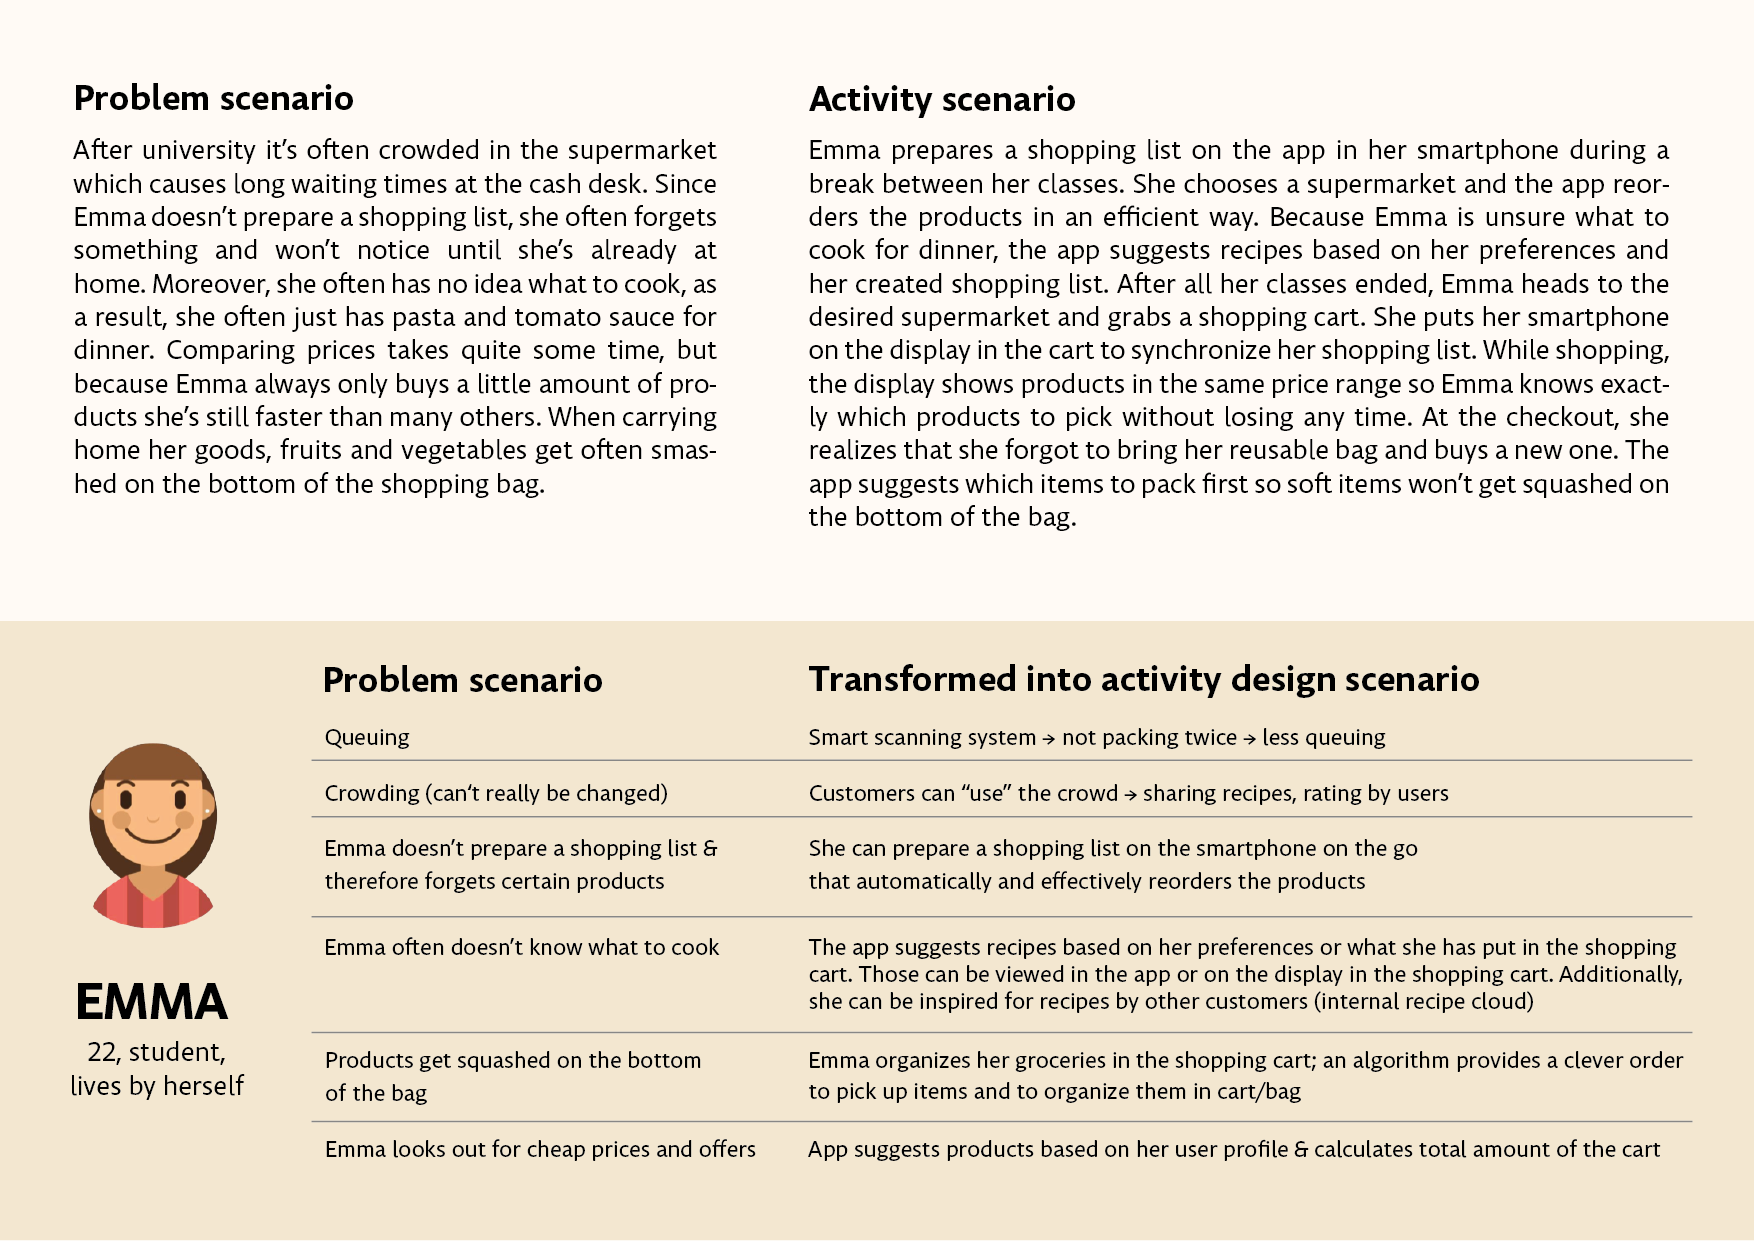 Problem scenario
After university it’s often crowded in the supermarket
which causes long waiting times at the cash desk. Since
Emma doesn’t prepare a shopping list, she often forgets
something and won’t notice until she’s already at
home. Moreover, she often has no idea what to cook, as
a result, she often just has pasta and tomato sauce for
dinner. Comparing prices takes quite some time, but
because Emma always only buys a little amount of pro-
ducts she’s still faster than many others. When carrying
home her goods, fruits and vegetables get often smas-
hed on the bottom of the shopping bag.
Activity scenario
Emma prepares a shopping list on the app in her smartphone during a
break between her classes. She chooses a supermarket and the app reor-
ders the products in an efficient way. Because Emma is unsure what to
cook for dinner, the app suggests recipes based on her preferences and
her created shopping list. After all her classes ended, Emma heads to the
desired supermarket and grabs a shopping cart. She puts her smartphone
on the display in the cart to synchronize her shopping list. While shopping,
the display shows products in the same price range so Emma knows exact-
ly which products to pick without losing any time. At the checkout, she
realizes that she forgot to bring her reusable bag and buys a new one. The
app suggests which items to pack first so soft items won’t get squashed on
the bottom of the bag.
EMMA
22, student,
lives by herself
Problem scenario
Transformed into activity design scenario
Queuing
Smart scanning system → not packing twice → less queuing
Crowding (can‘t really be changed)
Customers can “use” the crowd → sharing recipes, rating by users
Emma doesn’t prepare a shopping list &
therefore forgets certain products
She can prepare a shopping list on the smartphone on the go
that automatically and effectively reorders the products
Emma often doesn’t know what to cook
The app suggests recipes based on her preferences or what she has put in the shopping
cart. Those can be viewed in the app or on the display in the shopping cart. Additionally,
she can be inspired for recipes by other customers (internal recipe cloud)
Products get squashed on the bottom
of the bag
Emma organizes her groceries in the shopping cart; an algorithm provides a clever order
to pick up items and to organize them in cart/bag
Emma looks out for cheap prices and offers
App suggests products based on her user profile & calculates total amount of the cart